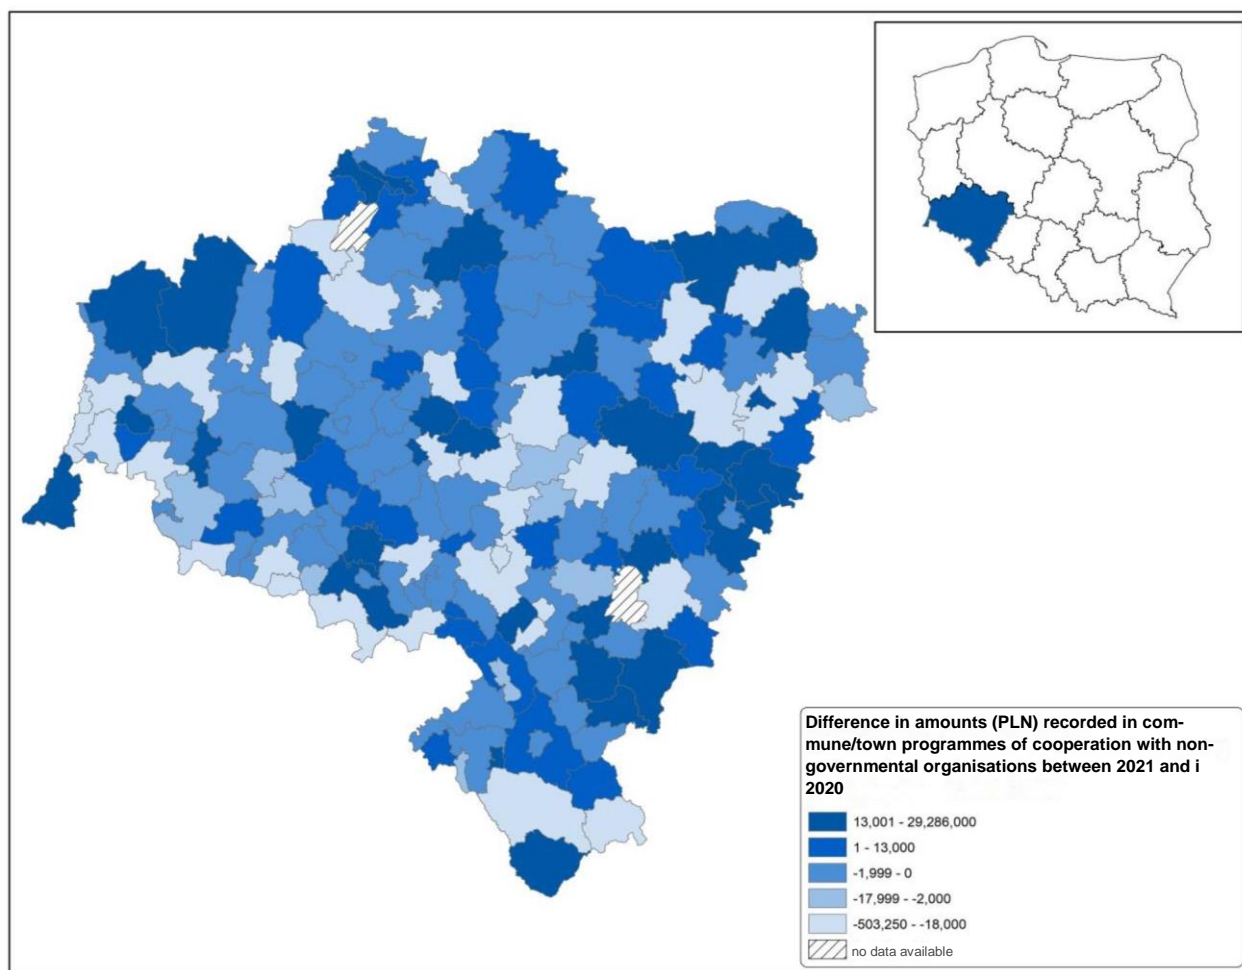 Difference in amounts (PLN) recorded in com-
mune/town programmes of cooperation with non-
governmental organisations between 2021 and i
2020
13,001 - 29,286,000
1 - 13,000
-1,999 - 0
-17,999 - -2,000
-503,250 - -18,000
no data available